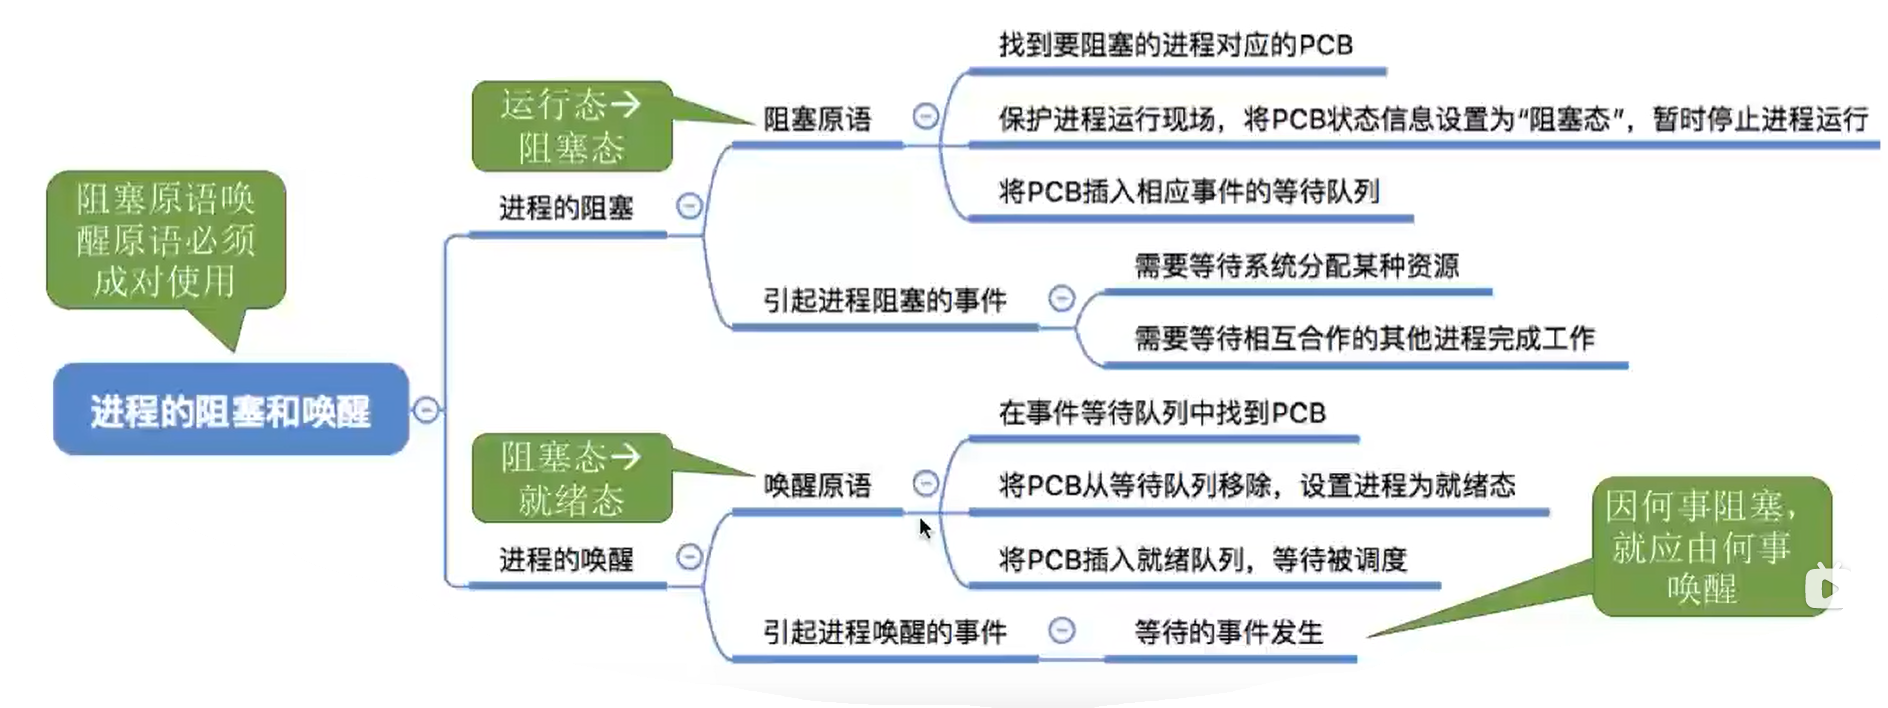 找到要阻塞的进程对应的PCB
运行态→
阻塞态
阻塞原语
保护进程运行现场，将PCB状态信息设置为“阻塞态”，暂时停止进程运行
将PCB插入相应事件的等待队列
阻塞原语唤
醒原语必须
成对使用
进程的阻塞
需要等待系统分配某种资源
引起进程阻塞的事件
需要等待相互合作的其他进程完成工作
进程的阻塞和唤醒
在事件等待队列中找到PCB
阻塞态→
就绪态
唤醒原语
将PCB从等待队列移除，设置进程为就绪态
将PCB插入就绪队列，等待被调度
进程的唤醒
因何事阻塞，
就应由何事
唤醒
引起进程唤醒的事件
等待的事件发生